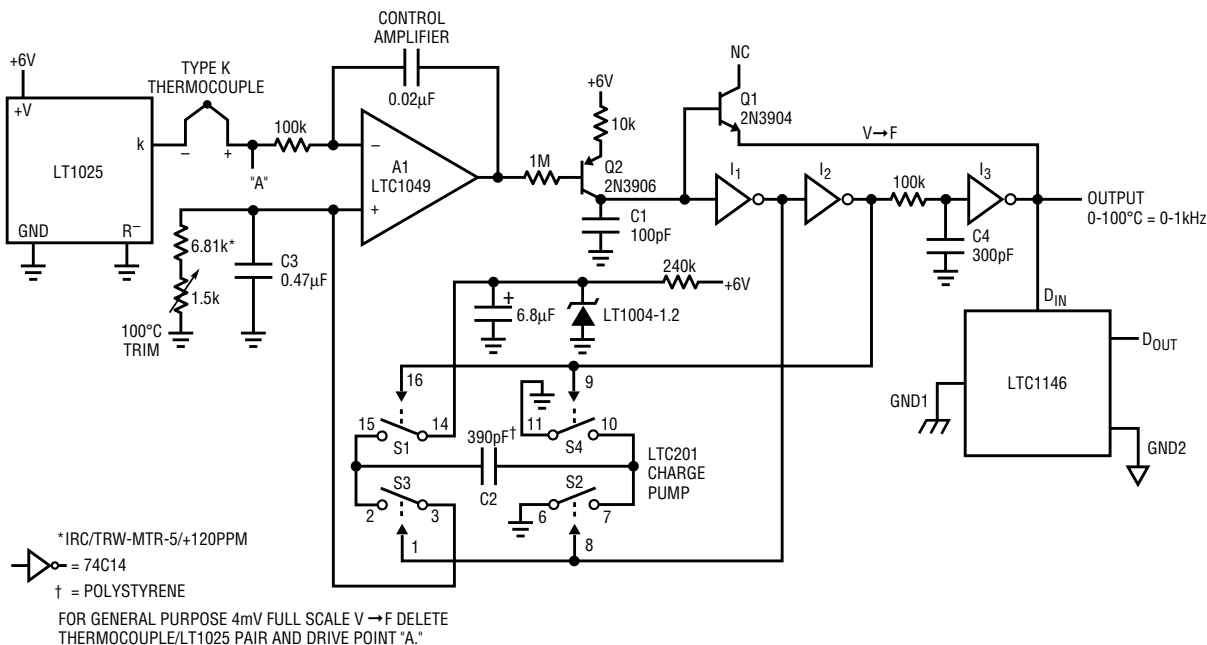 CONTROL
AMPLIFIER
NC
+6V
TYPE K
THERMOCOUPLE
0.02µF
+6V
Q1
2N3904
+V
10k
V→F
k
–
+
100k
–
A1
LTC1049
1M
Q2
2N3906
I1
I2
I3
LT1025
"A"
100k
OUTPUT
0-100°C = 0-1kHz
+
C1
100pF
C4
300pF
GND
R–
6.81k*
C3
0.47µF
240k
+6V
1.5k
+
6.8µF
LT1004-1.2
DIN
100°C
TRIM
DOUT
LTC1146
16
9
GND1
15
14
11
10
S1
390pF†
S4
GND2
LTC201
CHARGE
PUMP
S3
C2
S2
2
3
6
7
1
8
*IRC/TRW-MTR-5/+120PPM
= 74C14
† = POLYSTYRENE
FOR GENERAL PURPOSE 4mV FULL SCALE V→F DELETE
THERMOCOUPLE/LT1025 PAIR AND DRIVE POINT "A."